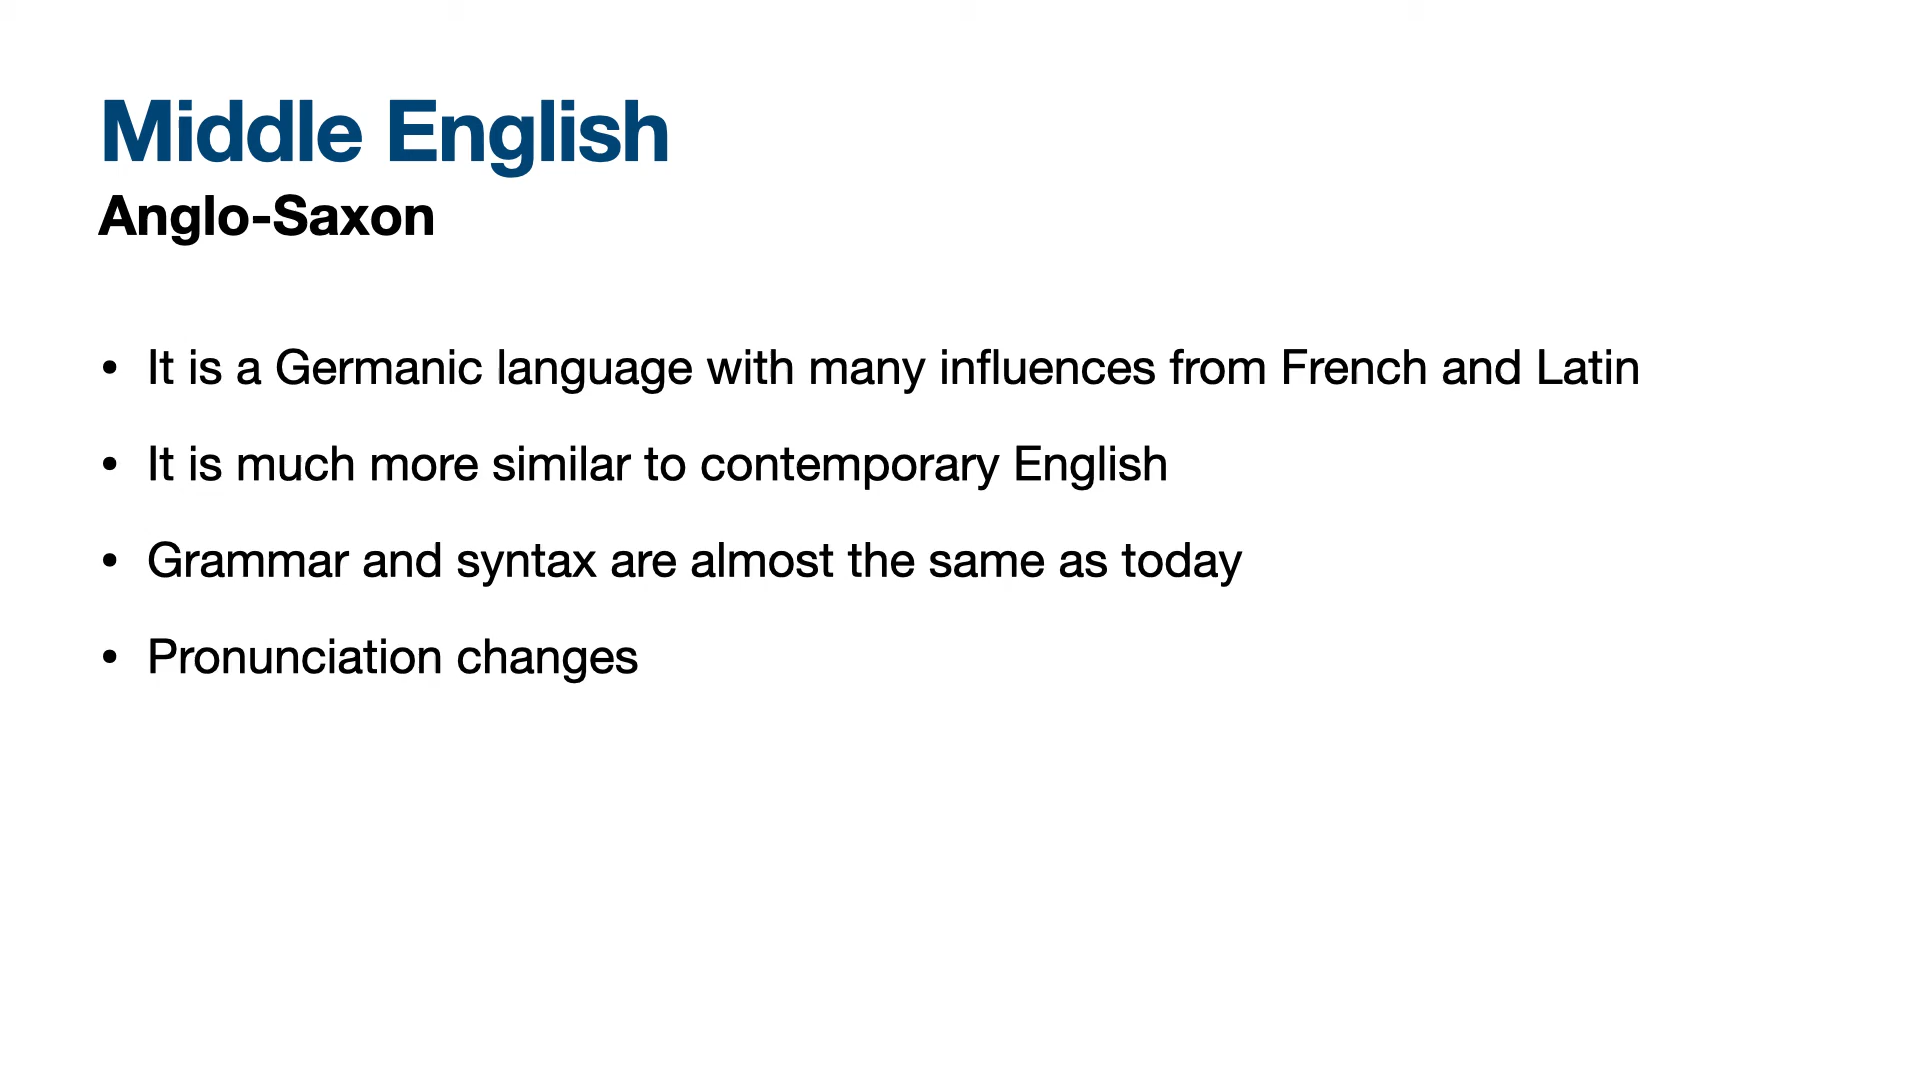 Middle English
Anglo-Saxon
• It is a Germanic language with many influences from French and Latin
• It is much more similar to contemporary English
• Grammar and syntax are almost the same as today
• Pronunciation changes